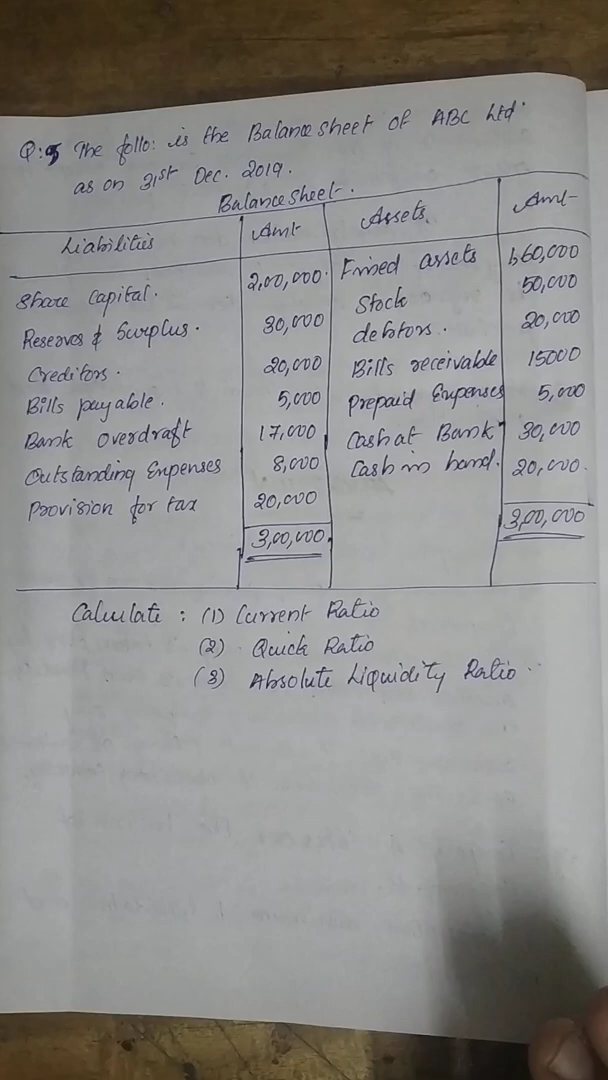 Q:5 The follo: is the Balance sheet of ABC Ltd.
as on 31st Dec. 2019.
Balance sheet.
Liabilities Amt Assets Amt
Share Capital. 2,00,000. Fixed assets 1,60,000
Reserves & Surplus. 30,000 Stock 50,000
Creditors. 20,000 debtors. 20,000
Bills payable. 5,000 Bills receivable 15000
Bank overdraft 17,000 Prepaid Expenses 5,000
Outstanding Expenses 8,000 Cash at Bank 30,000
Provision for tax 20,000 Cash in hand. 20,000.
3,00,000 3,00,000
Calculate : (1) Current Ratio
(2) Quick Ratio
(3) Absolute Liquidity Ratio.